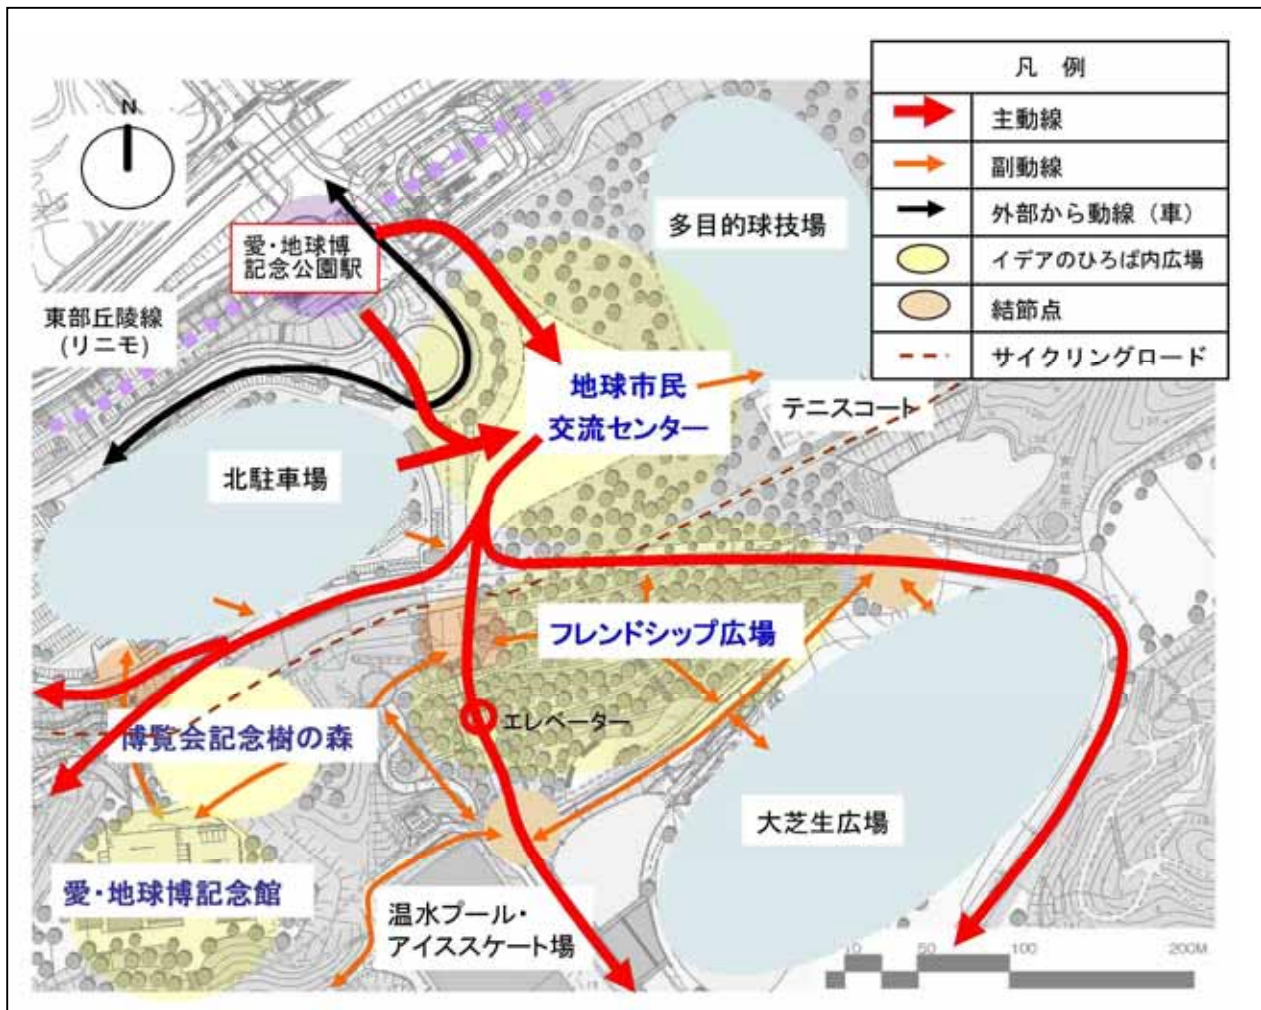 凡 例
主動線
副動線
外部から動線（車）
イデアのひろば内広場
結節点
サイクリングロード
N
多目的球技場
愛・地球博
記念公園駅
東部丘陵線
(リニモ)
地球市民
交流センター
テニスコート
北駐車場
フレンドシップ広場
エレベーター
博覧会記念樹の森
大芝生広場
愛・地球博記念館
温水プール・
アイススケート場
10 50 100 200M